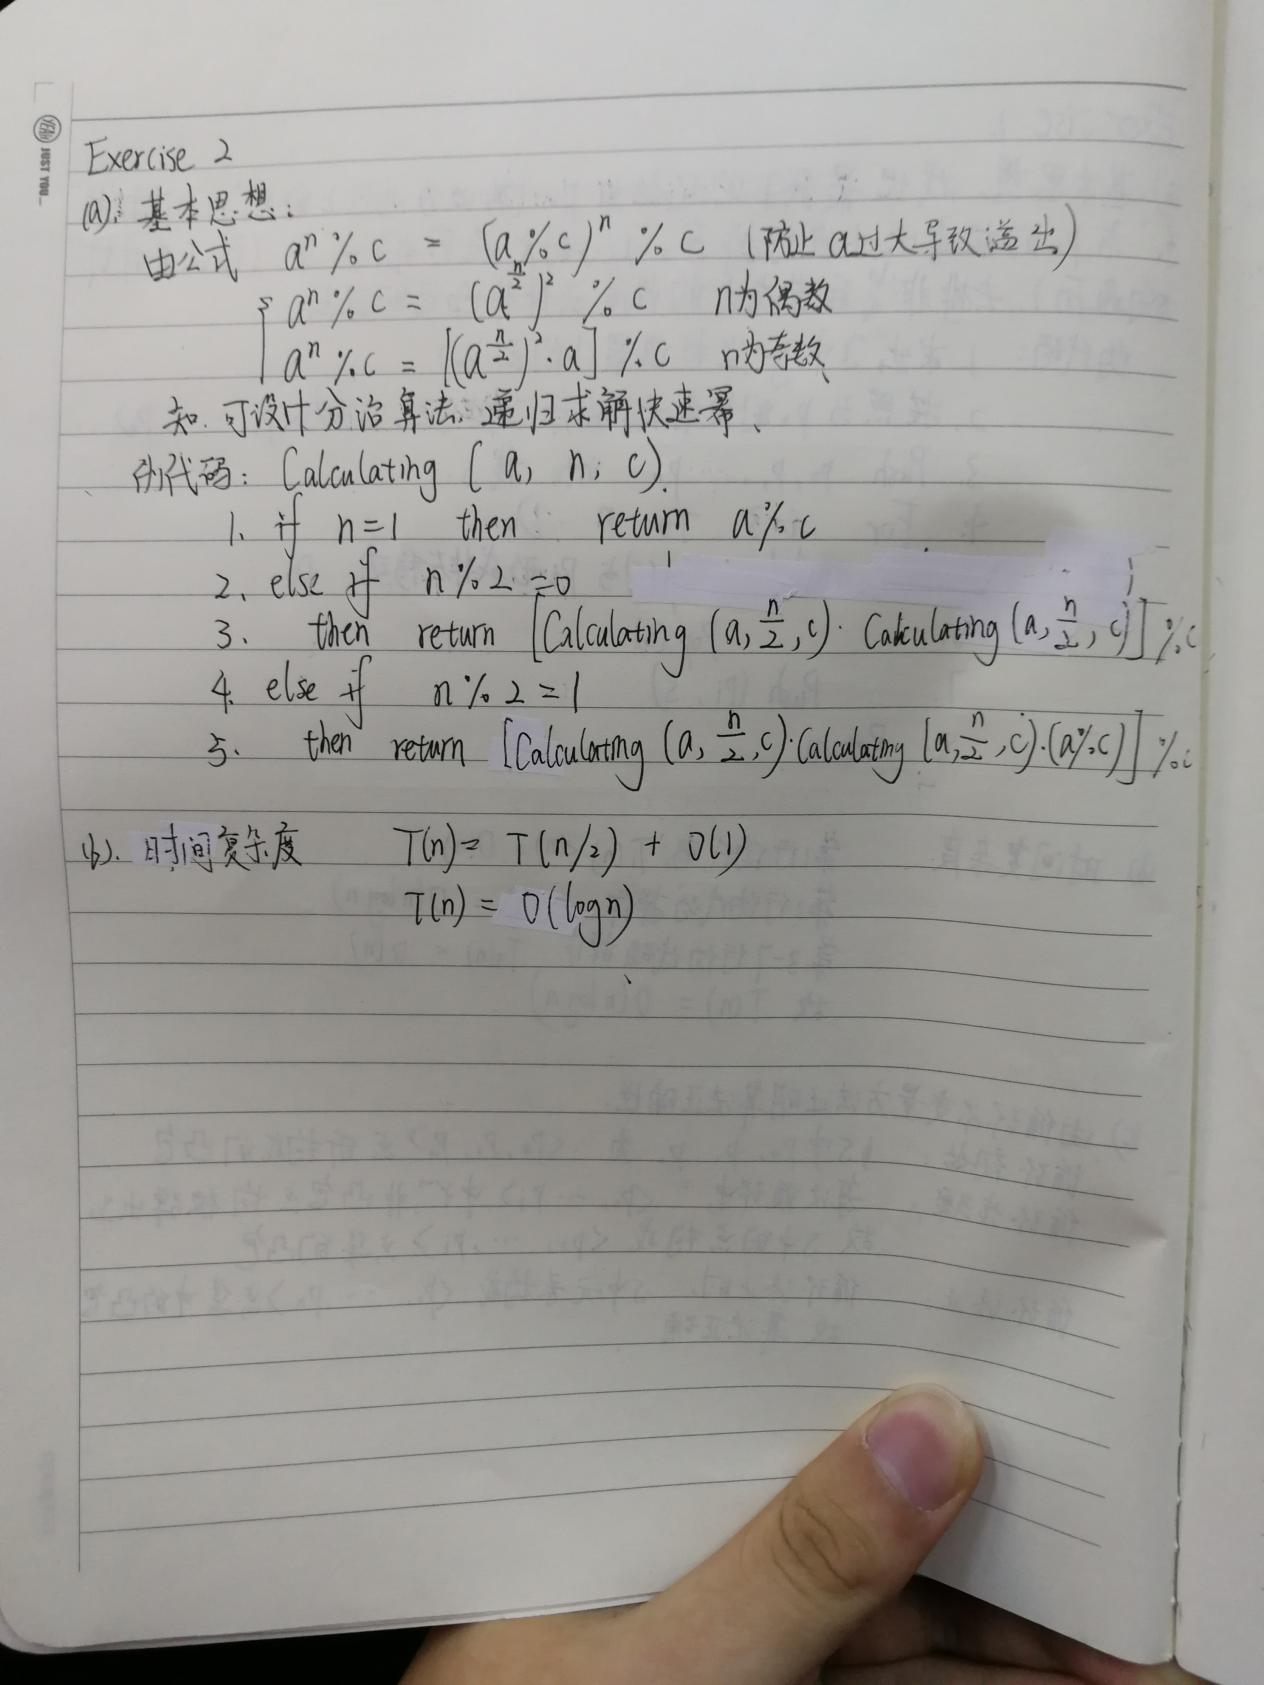 JUST YOU...
Exercise 2
(a). 基本思想:
由公式 aⁿ % c = (a % c)ⁿ % c (防止a过大导致溢出)
{ aⁿ % c = (a^{n/2})² % c n为偶数
aⁿ % c = [(a^{n/2})²·a] % c n为奇数
知.可设计分治算法.递归求解快速幂、
伪代码: Calculating (a, n, c).
1. if n=1 then return a%c
2. else if n%2=0
3. then return [Calculating (a, n/2, c)· Calculating (a, n/2, c)]%c
4. else if n%2=1
5. then return [Calculating (a, n/2, c)·Calculating (a, n/2, c)·(a%c)]%c
(b). 时间复杂度 T(n)= T(n/2) + O(1)
T(n) = O(logn)